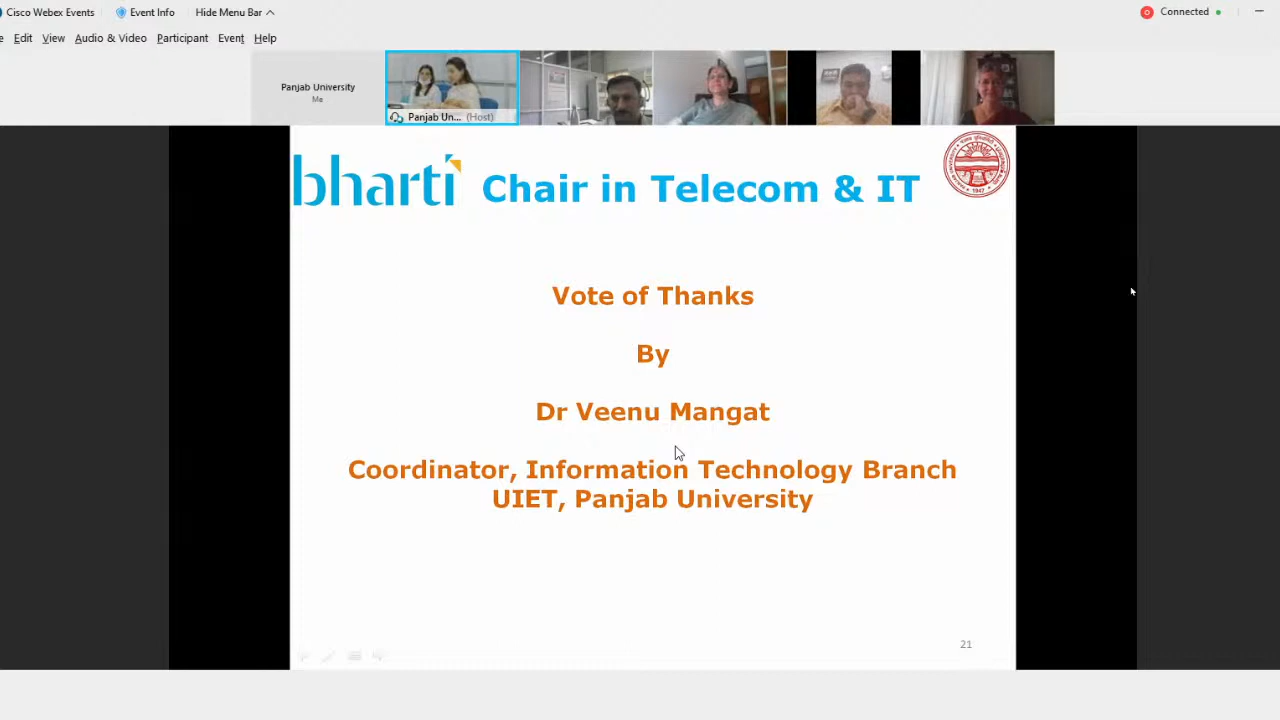 Cisco Webex Events
Event Info
Hide Menu Bar
Connected
Edit View Audio & Video Participant Event Help
Panjab University
Me
Panjab Un... (Host)
bharti Chair in Telecom & IT
Vote of Thanks
By
Dr Veenu Mangat
Coordinator, Information Technology Branch
UIET, Panjab University
21